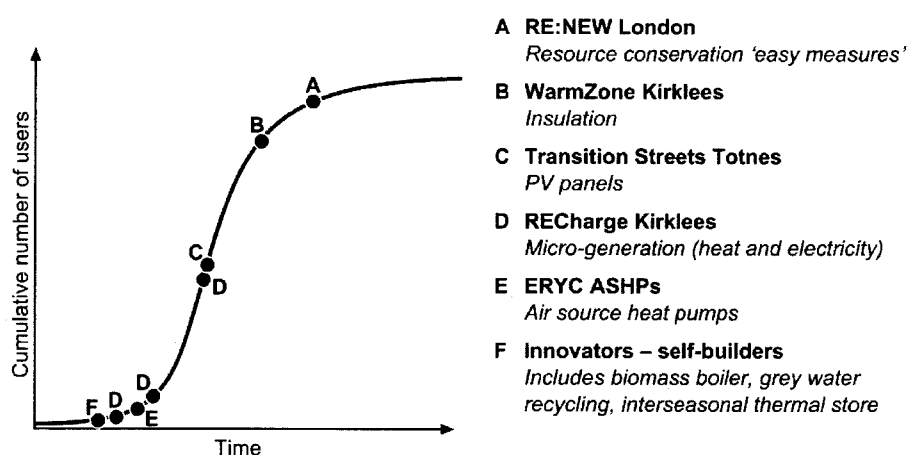 A RE:NEW London
Resource conservation 'easy measures'
B WarmZone Kirklees
Insulation
C Transition Streets Totnes
PV panels
D RECharge Kirklees
Micro-generation (heat and electricity)
E ERYC ASHPs
Air source heat pumps
F Innovators – self-builders
Includes biomass boiler, grey water
recycling, interseasonal thermal store
Cumulative number of users
A
B
C
D
D
D
F
E
Time